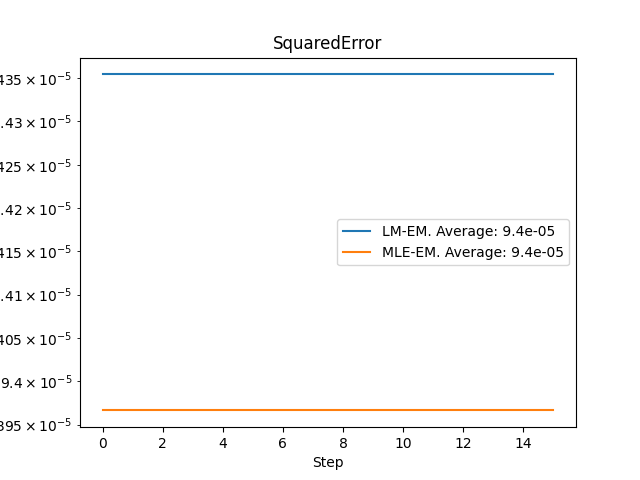 SquaredError
435 × 10⁻⁵
.43 × 10⁻⁵
425 × 10⁻⁵
.42 × 10⁻⁵
415 × 10⁻⁵
.41 × 10⁻⁵
405 × 10⁻⁵
9.4 × 10⁻⁵
395 × 10⁻⁵
LM-EM. Average: 9.4e-05
MLE-EM. Average: 9.4e-05
0 2 4 6 8 10 12 14
Step